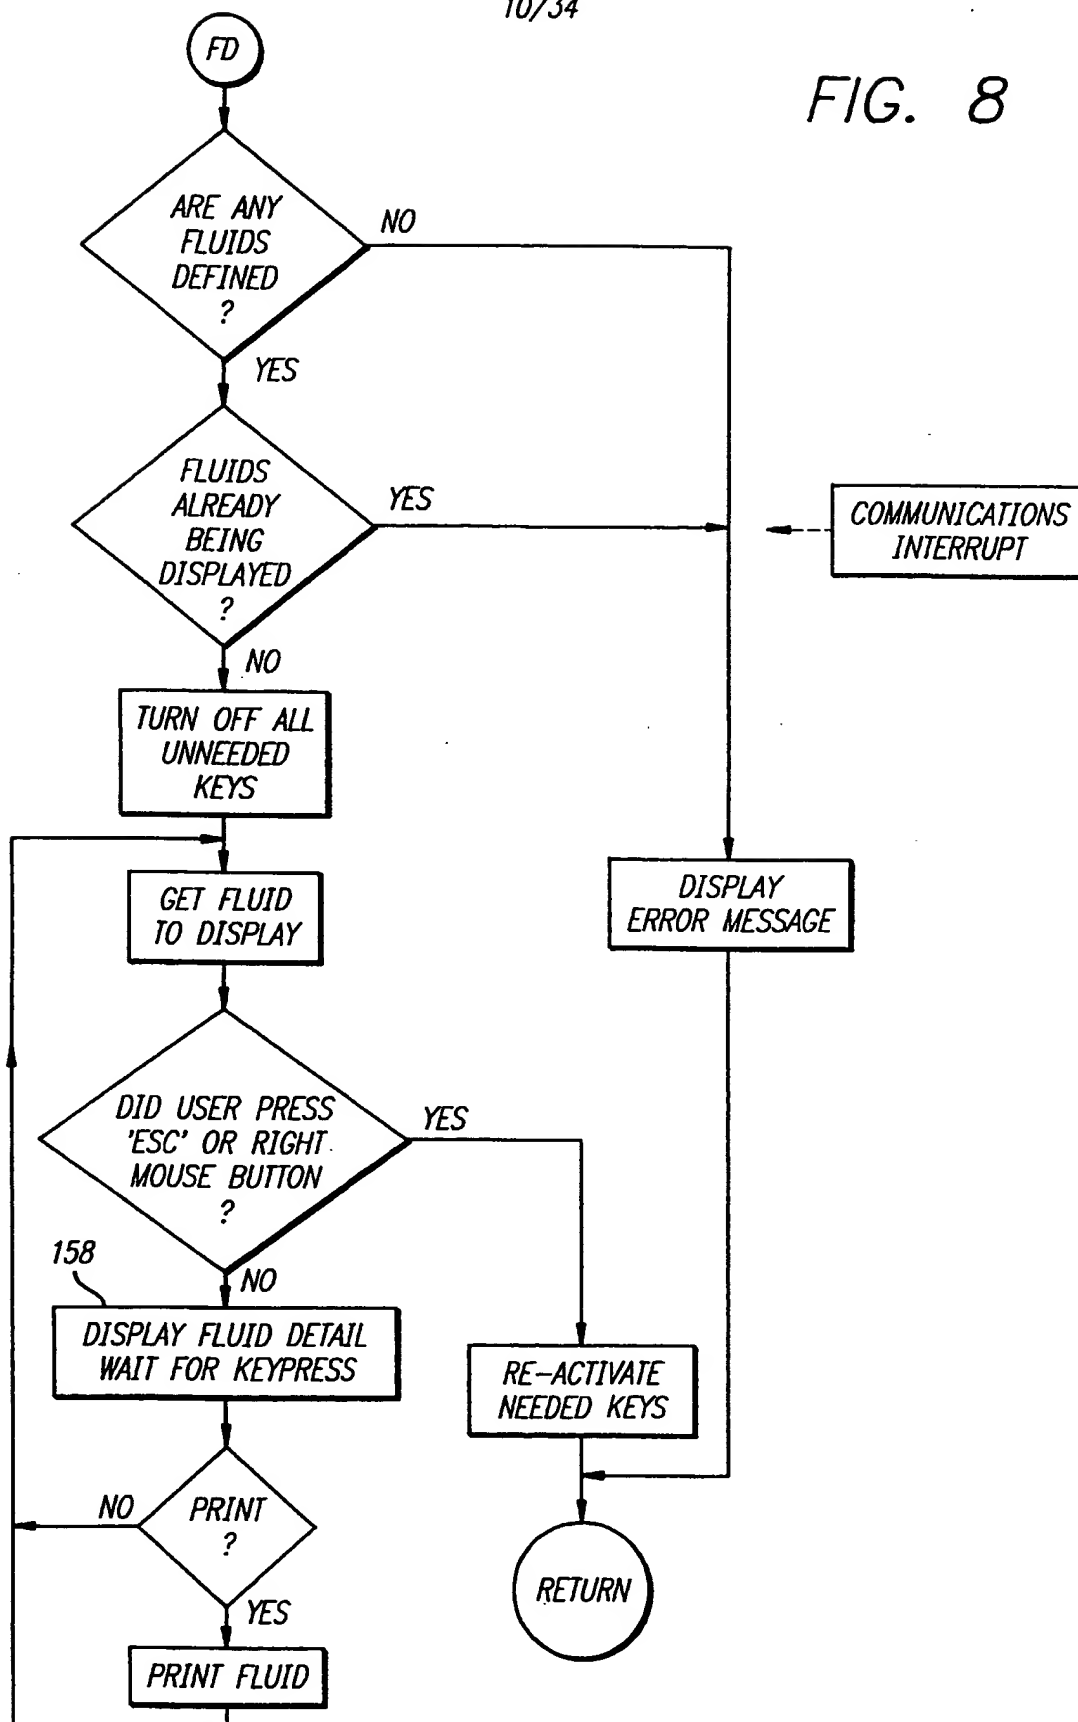 10/34
FD
FIG. 8
ARE ANY
FLUIDS
DEFINED
?
NO
YES
FLUIDS
ALREADY
BEING
DISPLAYED
?
YES
COMMUNICATIONS
INTERRUPT
NO
TURN OFF ALL
UNNEEDED
KEYS
GET FLUID
TO DISPLAY
DISPLAY
ERROR MESSAGE
DID USER PRESS
'ESC' OR RIGHT
MOUSE BUTTON
?
YES
158
NO
DISPLAY FLUID DETAIL
WAIT FOR KEYPRESS
RE-ACTIVATE
NEEDED KEYS
NO
PRINT
?
YES
RETURN
PRINT FLUID